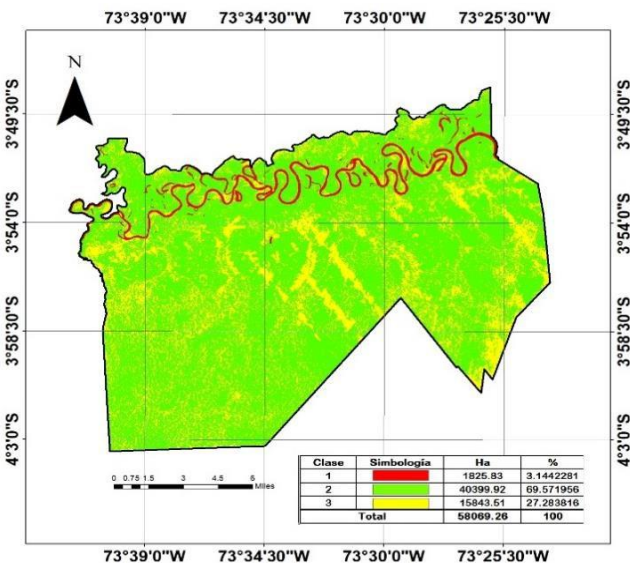 73°39'0"W 73°34'30"W 73°30'0"W 73°25'30"W
N
3°49'30"S 3°49'30"S
3°54'0"S 3°54'0"S
3°58'30"S 3°58'30"S
4°3'0"S 4°3'0"S
0 0.75 1.5 3 4.5 6
Miles
Clase Simbología Ha %
1 1825.83 3.1442281
2 40399.92 69.571956
3 15843.51 27.283816
Total 58069.26 100
73°39'0"W 73°34'30"W 73°30'0"W 73°25'30"W